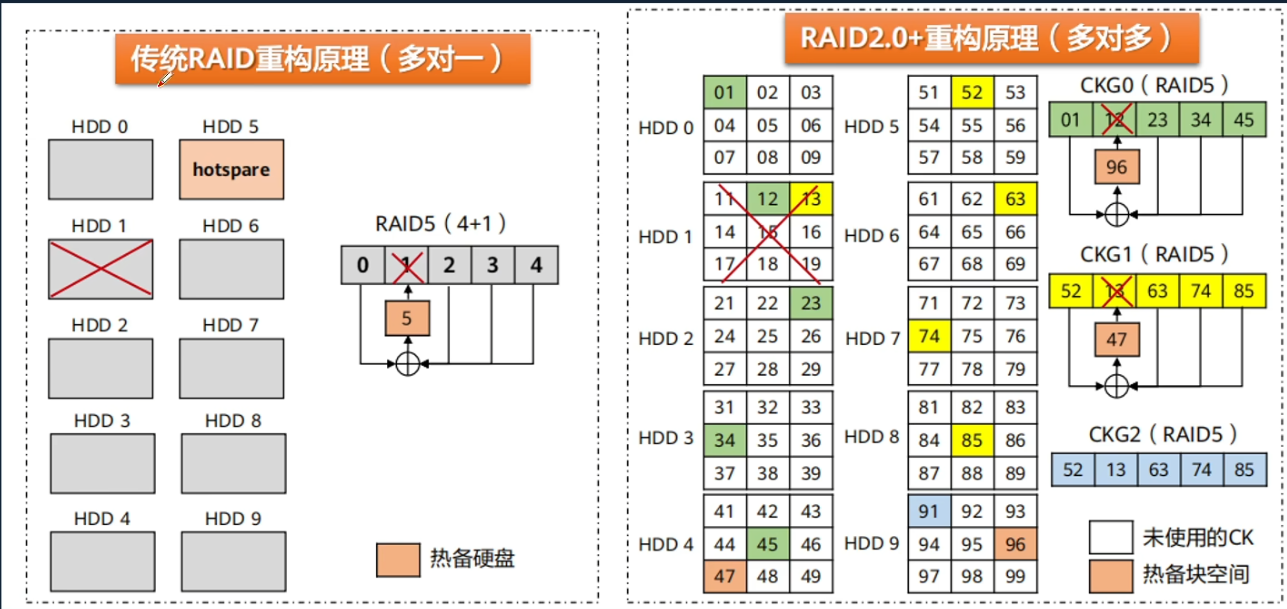 传统RAID重构原理（多对一）
HDD 0
HDD 5
hotspare
HDD 1
HDD 6
HDD 2
HDD 7
HDD 3
HDD 8
HDD 4
HDD 9
RAID5（4+1）
0 1 2 3 4
5
热备硬盘
RAID2.0+重构原理（多对多）
HDD 0
01 02 03
04 05 06
07 08 09
HDD 1
11 12 13
14 15 16
17 18 19
HDD 2
21 22 23
24 25 26
27 28 29
HDD 3
31 32 33
34 35 36
37 38 39
HDD 4
41 42 43
44 45 46
47 48 49
HDD 5
51 52 53
54 55 56
57 58 59
HDD 6
61 62 63
64 65 66
67 68 69
HDD 7
71 72 73
74 75 76
77 78 79
HDD 8
81 82 83
84 85 86
87 88 89
HDD 9
91 92 93
94 95 96
97 98 99
CKG0（RAID5）
01 12 23 34 45
96
CKG1（RAID5）
52 13 63 74 85
47
CKG2（RAID5）
52 13 63 74 85
未使用的CK
热备块空间